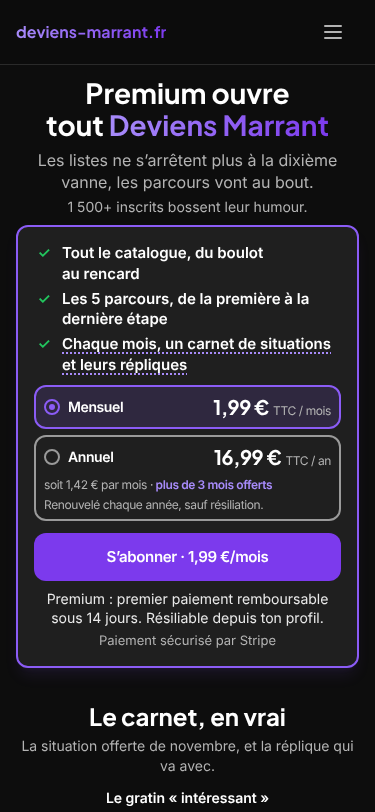 deviens-marrant.fr
Premium ouvre
tout Deviens Marrant
Les listes ne s’arrêtent plus à la dixième
vanne, les parcours vont au bout.
1 500+ inscrits bossent leur humour.
Tout le catalogue, du boulot
au rencard
Les 5 parcours, de la première à la
dernière étape
Chaque mois, un carnet de situations
et leurs répliques
Mensuel 1,99 € TTC / mois
Annuel 16,99 € TTC / an
soit 1,42 € par mois · plus de 3 mois offerts
Renouvelé chaque année, sauf résiliation.
S’abonner · 1,99 €/mois
Premium : premier paiement remboursable
sous 14 jours. Résiliable depuis ton profil.
Paiement sécurisé par Stripe
Le carnet, en vrai
La situation offerte de novembre, et la réplique qui
va avec.
Le gratin « intéressant »